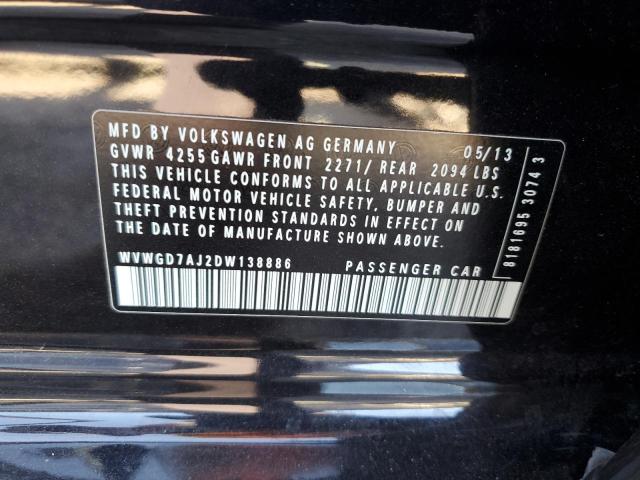 MFD BY VOLKSWAGEN AG GERMANY 05/13
GVWR 4255 GAWR FRONT 2271/ REAR 2094 LBS
THIS VEHICLE CONFORMS TO ALL APPLICABLE U.S.
FEDERAL MOTOR VEHICLE SAFETY, BUMPER AND
THEFT PREVENTION STANDARDS IN EFFECT ON
THE DATE OF MANUFACTURE SHOWN ABOVE.
WVWGD7AJ2DW138886 PASSENGER CAR
8181695 3074 3